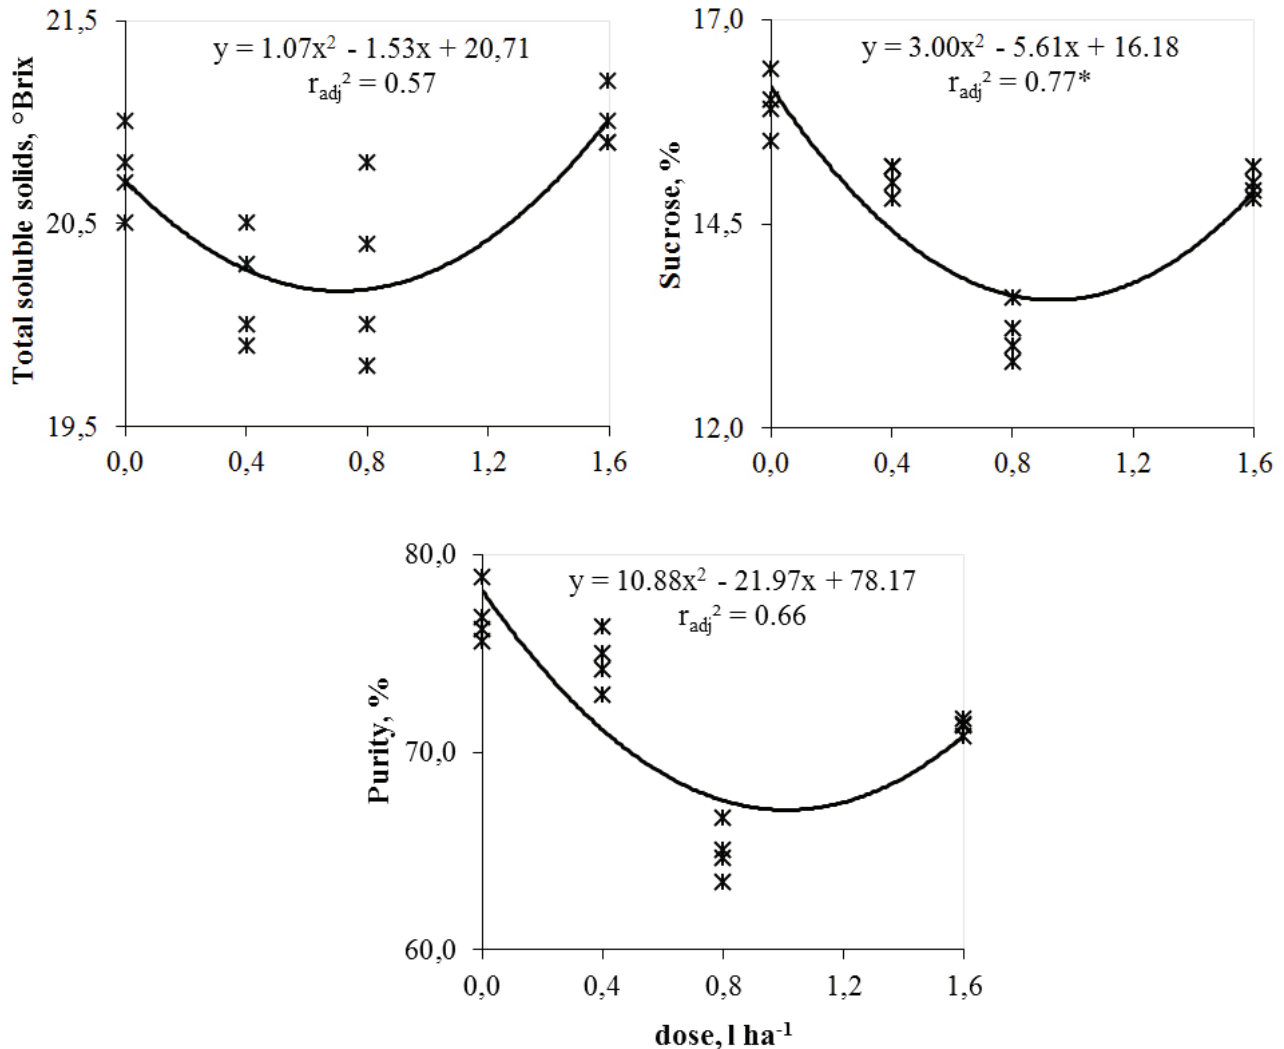 21,5
y = 1.07x² - 1.53x + 20,71
r_adj² = 0.57
Total soluble solids, °Brix
20,5
19,5
0,0 0,4 0,8 1,2 1,6
17,0
y = 3.00x² - 5.61x + 16.18
r_adj² = 0.77*
Sucrose, %
14,5
12,0
0,0 0,4 0,8 1,2 1,6
80,0
y = 10.88x² - 21.97x + 78.17
r_adj² = 0.66
Purity, %
70,0
60,0
0,0 0,4 0,8 1,2 1,6
dose, l ha⁻¹